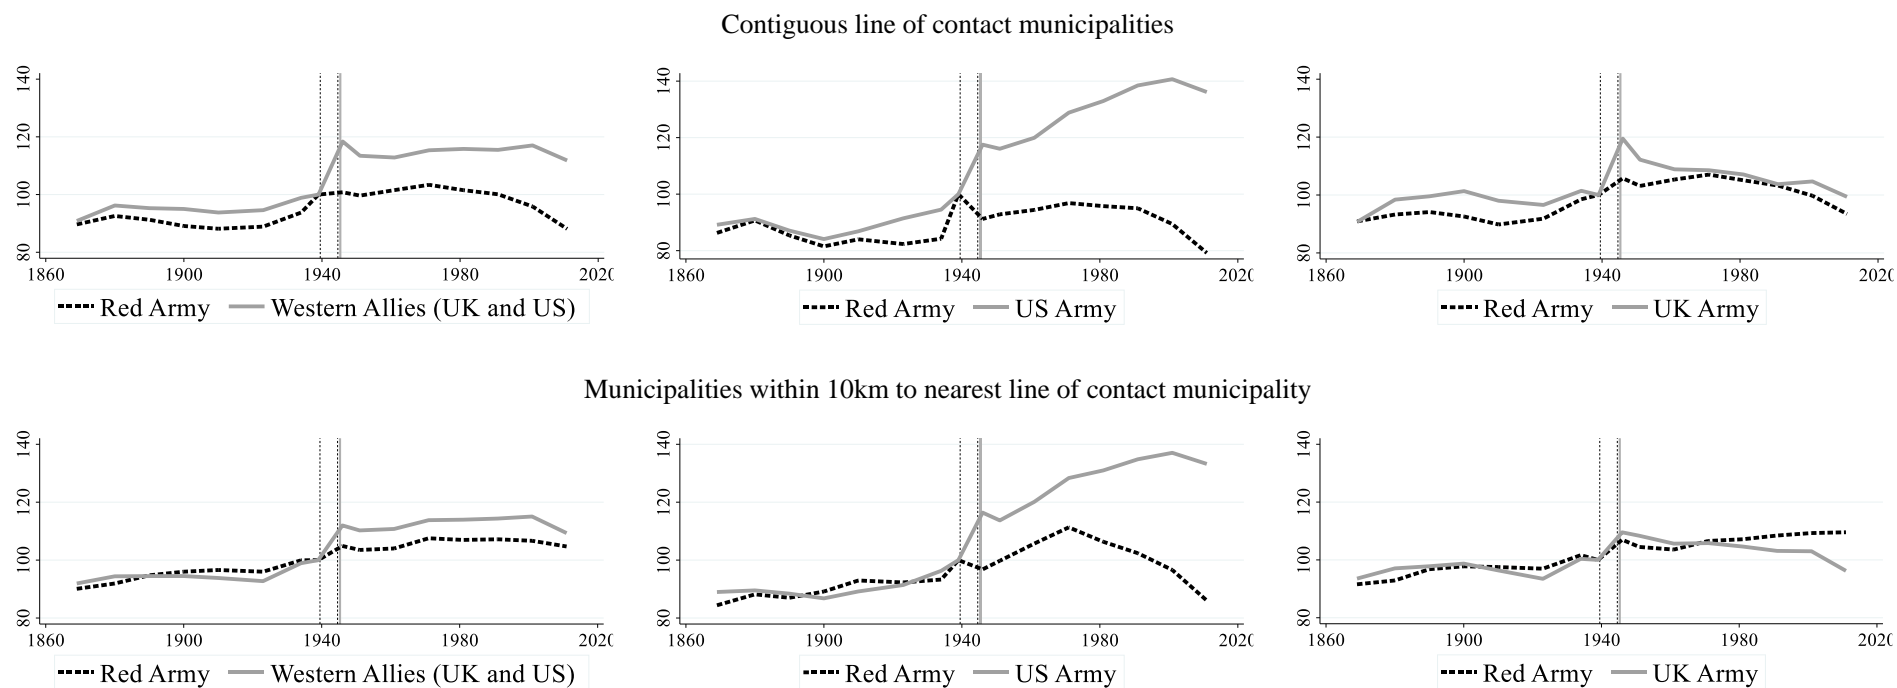 Contiguous line of contact municipalities
140
120
100
80
1860 1900 1940 1980 2020
Red Army Western Allies (UK and US)
140
120
100
80
1860 1900 1940 1980 2020
Red Army US Army
140
120
100
80
1860 1900 1940 1980 2020
Red Army UK Army
Municipalities within 10km to nearest line of contact municipality
140
120
100
80
1860 1900 1940 1980 2020
Red Army Western Allies (UK and US)
140
120
100
80
1860 1900 1940 1980 2020
Red Army US Army
140
120
100
80
1860 1900 1940 1980 2020
Red Army UK Army